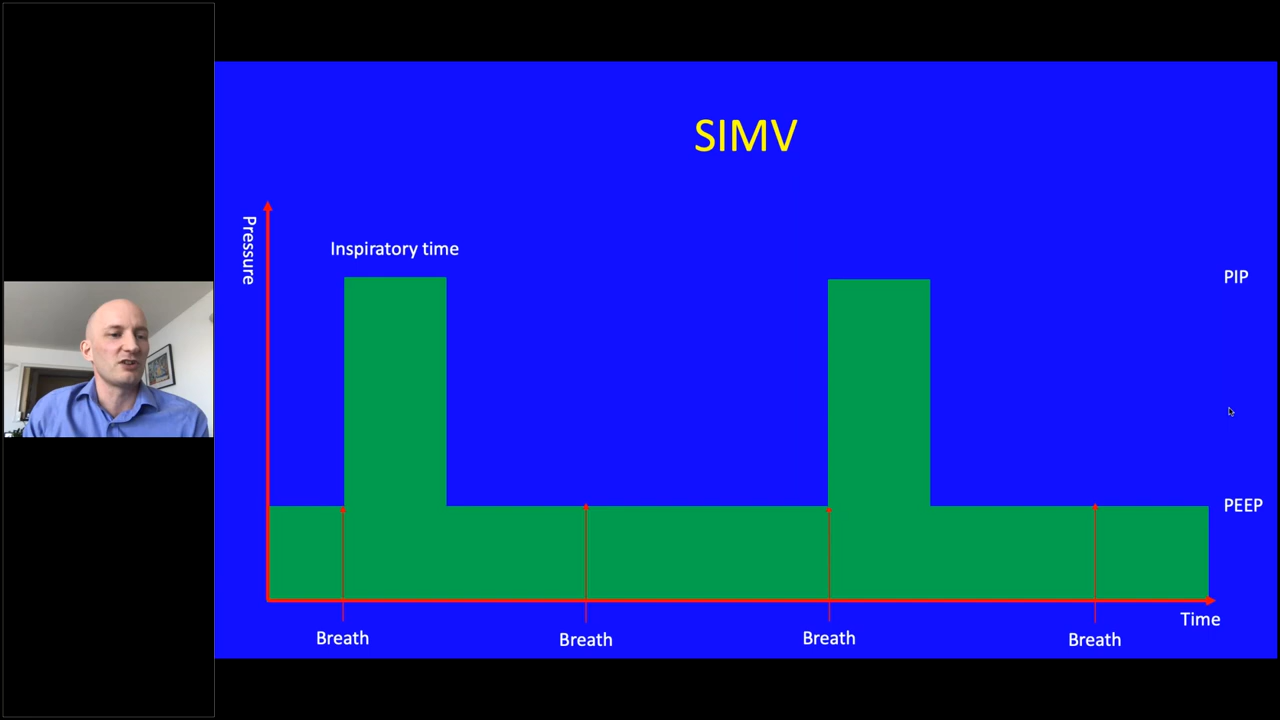 SIMV
Pressure
Inspiratory time
PIP
PEEP
Time
Breath
Breath
Breath
Breath